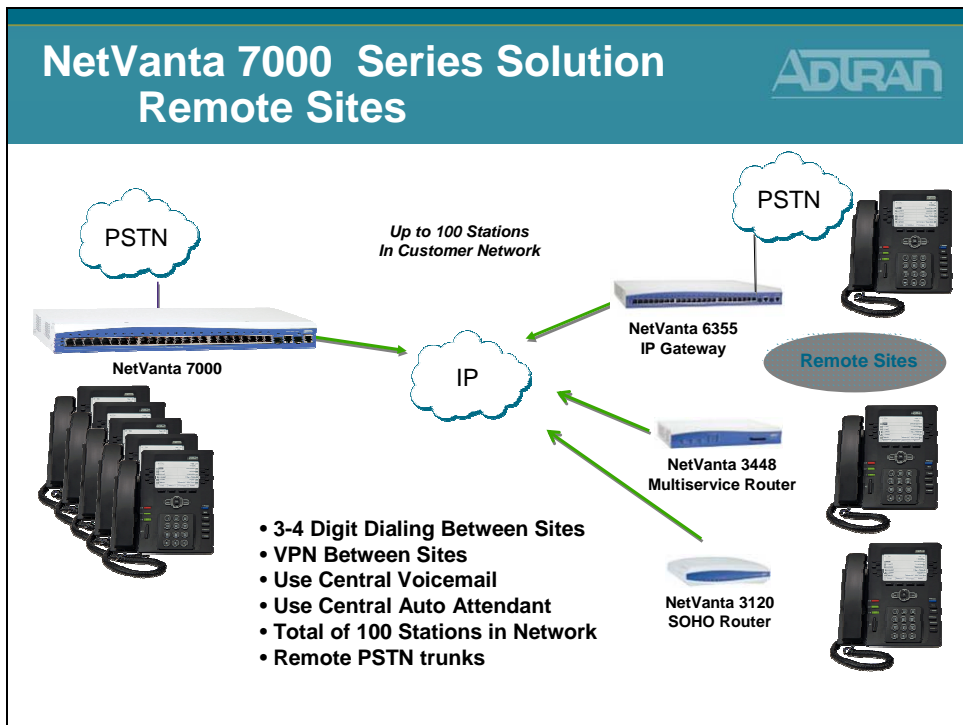 NetVanta 7000 Series Solution
Remote Sites
ADTRAN
PSTN
Up to 100 Stations
In Customer Network
PSTN
NetVanta 7000
NetVanta 6355
IP Gateway
IP
Remote Sites
NetVanta 3448
Multiservice Router
• 3-4 Digit Dialing Between Sites
• VPN Between Sites
• Use Central Voicemail
• Use Central Auto Attendant
• Total of 100 Stations in Network
• Remote PSTN trunks
NetVanta 3120
SOHO Router